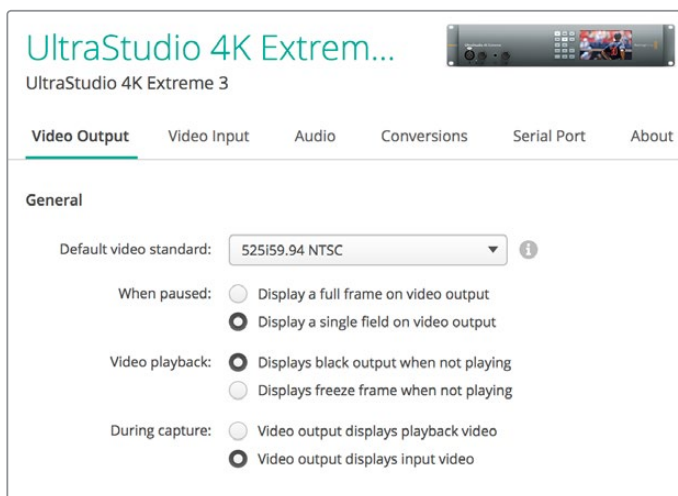 UltraStudio 4K Extrem...
UltraStudio 4K Extreme 3
Video Output Video Input Audio Conversions Serial Port About
General
Default video standard: 525i59.94 NTSC
When paused: Display a full frame on video output
Display a single field on video output
Video playback: Displays black output when not playing
Displays freeze frame when not playing
During capture: Video output displays playback video
Video output displays input video